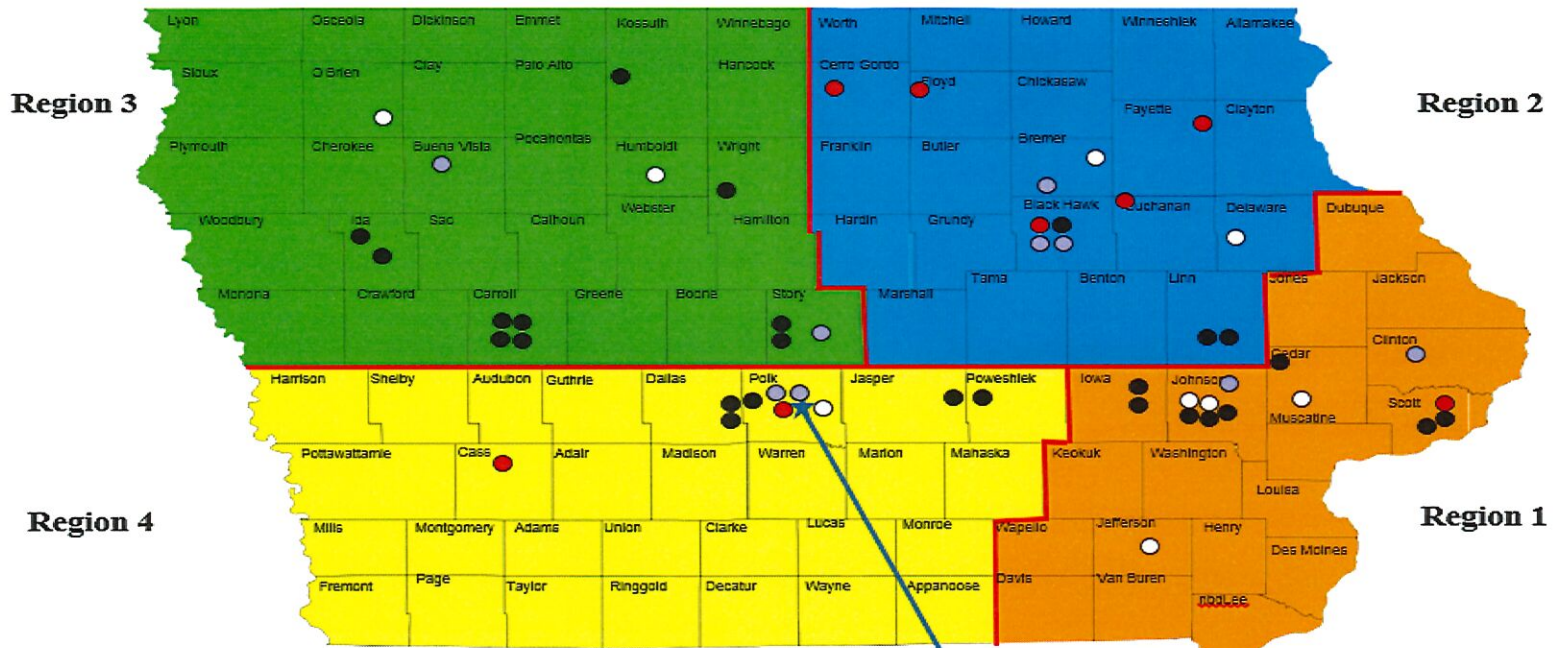 Lyon Osceola Dickinson Emmet Kossuth Winnebago Worth Mitchell Howard Winneshiek Allamakee
Sioux O'Brien Clay Palo Alto Hancock Cerro Gordo Floyd Chickasaw
Region 3
Region 2
Fayette Clayton
Plymouth Cherokee Buena Vista Pocahontas Humboldt Wright Franklin Butler Bremer
Woodbury Ida Sac Calhoun Webster Hamilton Hardin Grundy Black Hawk Buchanan Delaware Dubuque
Monona Crawford Carroll Greene Boone Story Marshall Tama Benton Linn Jones Jackson
Clinton
Cedar
Harrison Shelby Audubon Guthrie Dallas Polk Jasper Poweshiek Iowa Johnson
Muscatine Scott
Pottawattamie Cass Adair Madison Warren Marion Mahaska Keokuk Washington
Louisa
Region 4
Region 1
Mills Montgomery Adams Union Clarke Lucas Monroe Wapello Jefferson Henry
Des Moines
Fremont Page Taylor Ringgold Decatur Wayne Appanoose Davis Van Buren
nbdLee